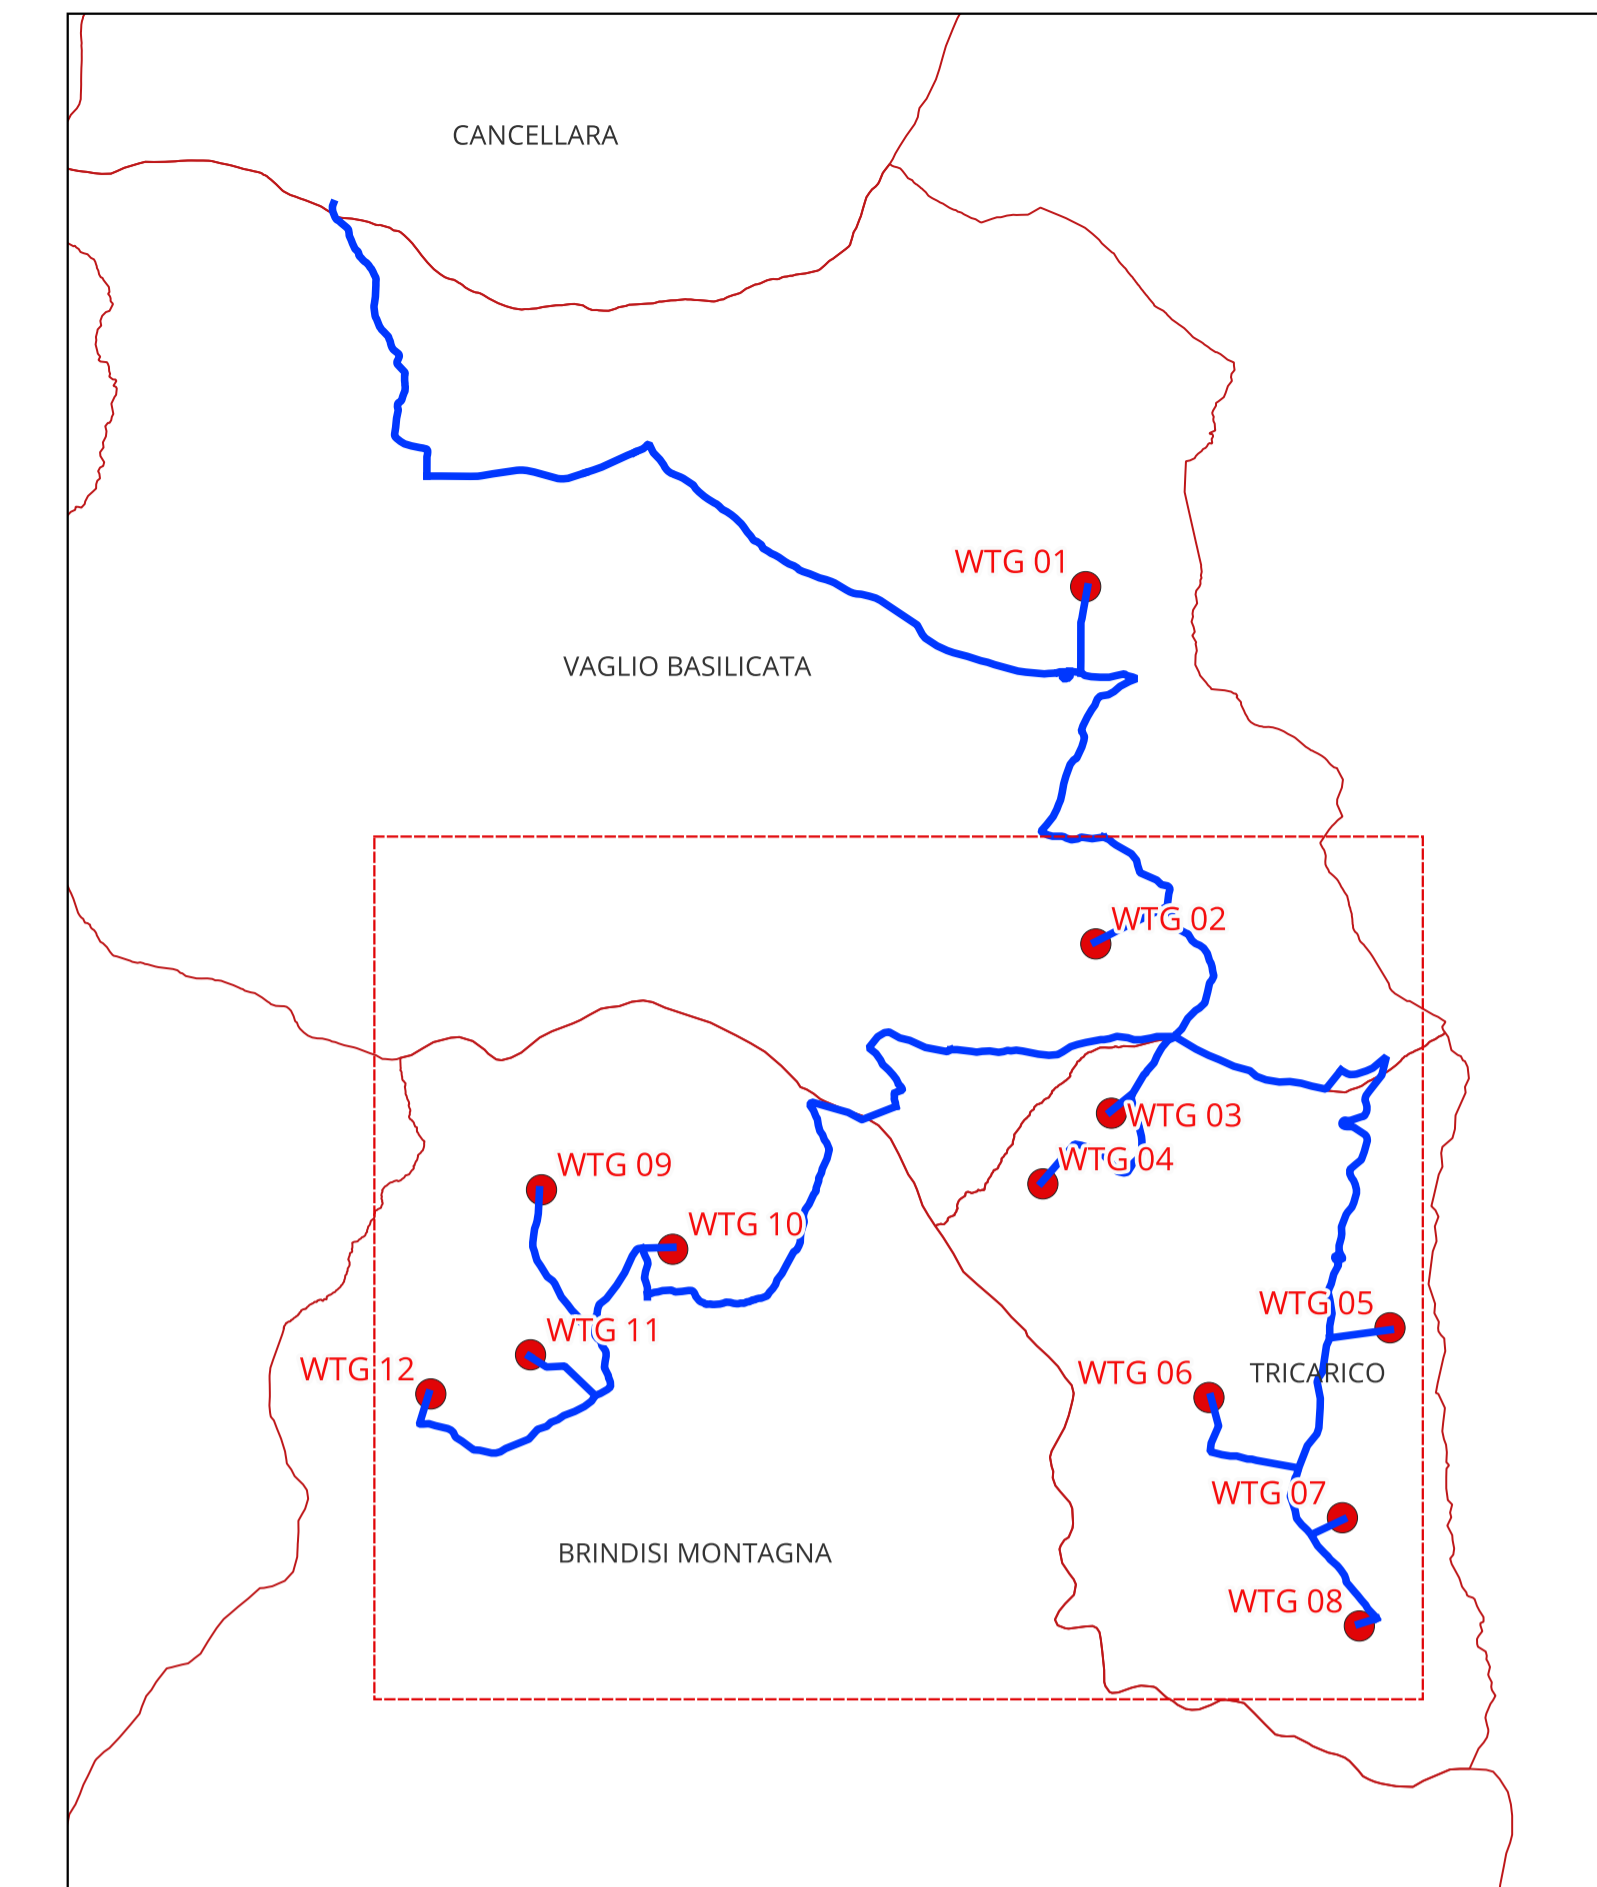 CANCELLARA
WTG 01
VAGLIO BASILICATA
WTG 02
WTG 03
WTG 04
WTG 09
WTG 10
WTG 05
WTG 11
WTG 12
WTG 06
TRICARICO
WTG 07
BRINDISI MONTAGNA
WTG 08